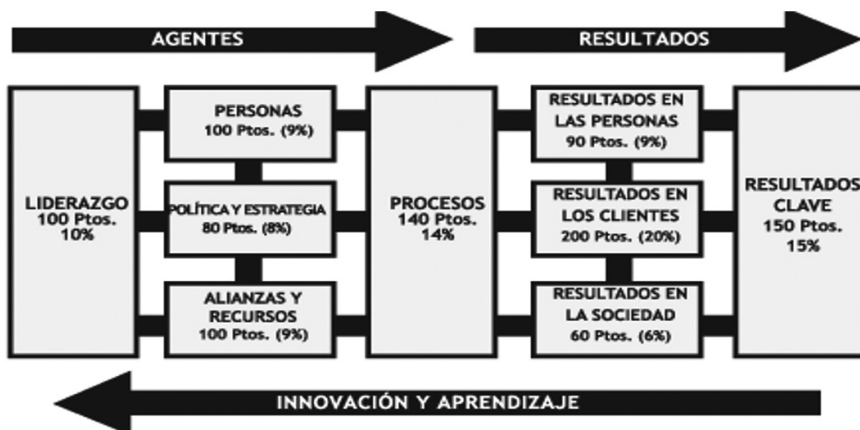 AGENTES
RESULTADOS
LIDERAZGO
100 Ptos.
10%
PERSONAS
100 Ptos. (9%)
POLÍTICA Y ESTRATEGIA
80 Ptos. (8%)
ALIANZAS Y
RECURSOS
100 Ptos. (9%)
PROCESOS
140 Ptos.
14%
RESULTADOS EN
LAS PERSONAS
90 Ptos. (9%)
RESULTADOS EN
LOS CLIENTES
200 Ptos. (20%)
RESULTADOS EN
LA SOCIEDAD
60 Ptos. (6%)
RESULTADOS
CLAVE
150 Ptos.
15%
INNOVACIÓN Y APRENDIZAJE